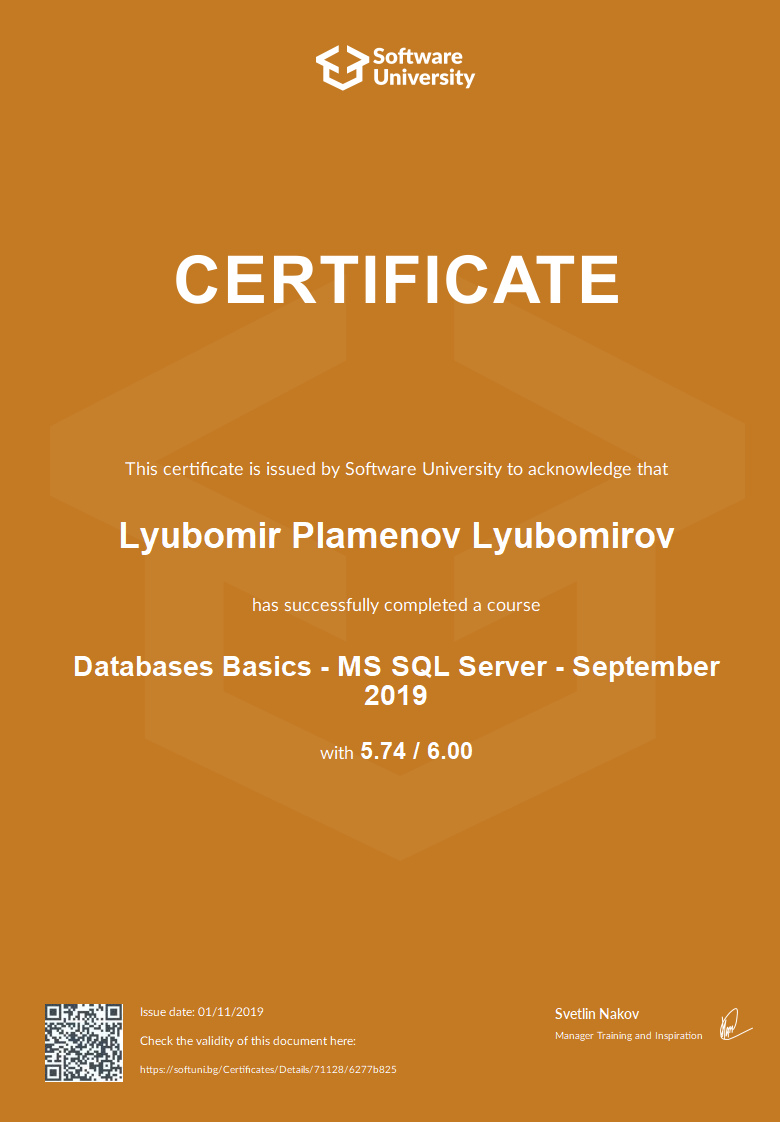 Software
University
CERTIFICATE
This certificate is issued by Software University to acknowledge that
Lyubomir Plamenov Lyubomirov
has successfully completed a course
Databases Basics - MS SQL Server - September
2019
with 5.74 / 6.00
Issue date: 01/11/2019
Check the validity of this document here:
https://softuni.bg/Certificates/Details/71128/6277b825
Svetlin Nakov
Manager Training and Inspiration